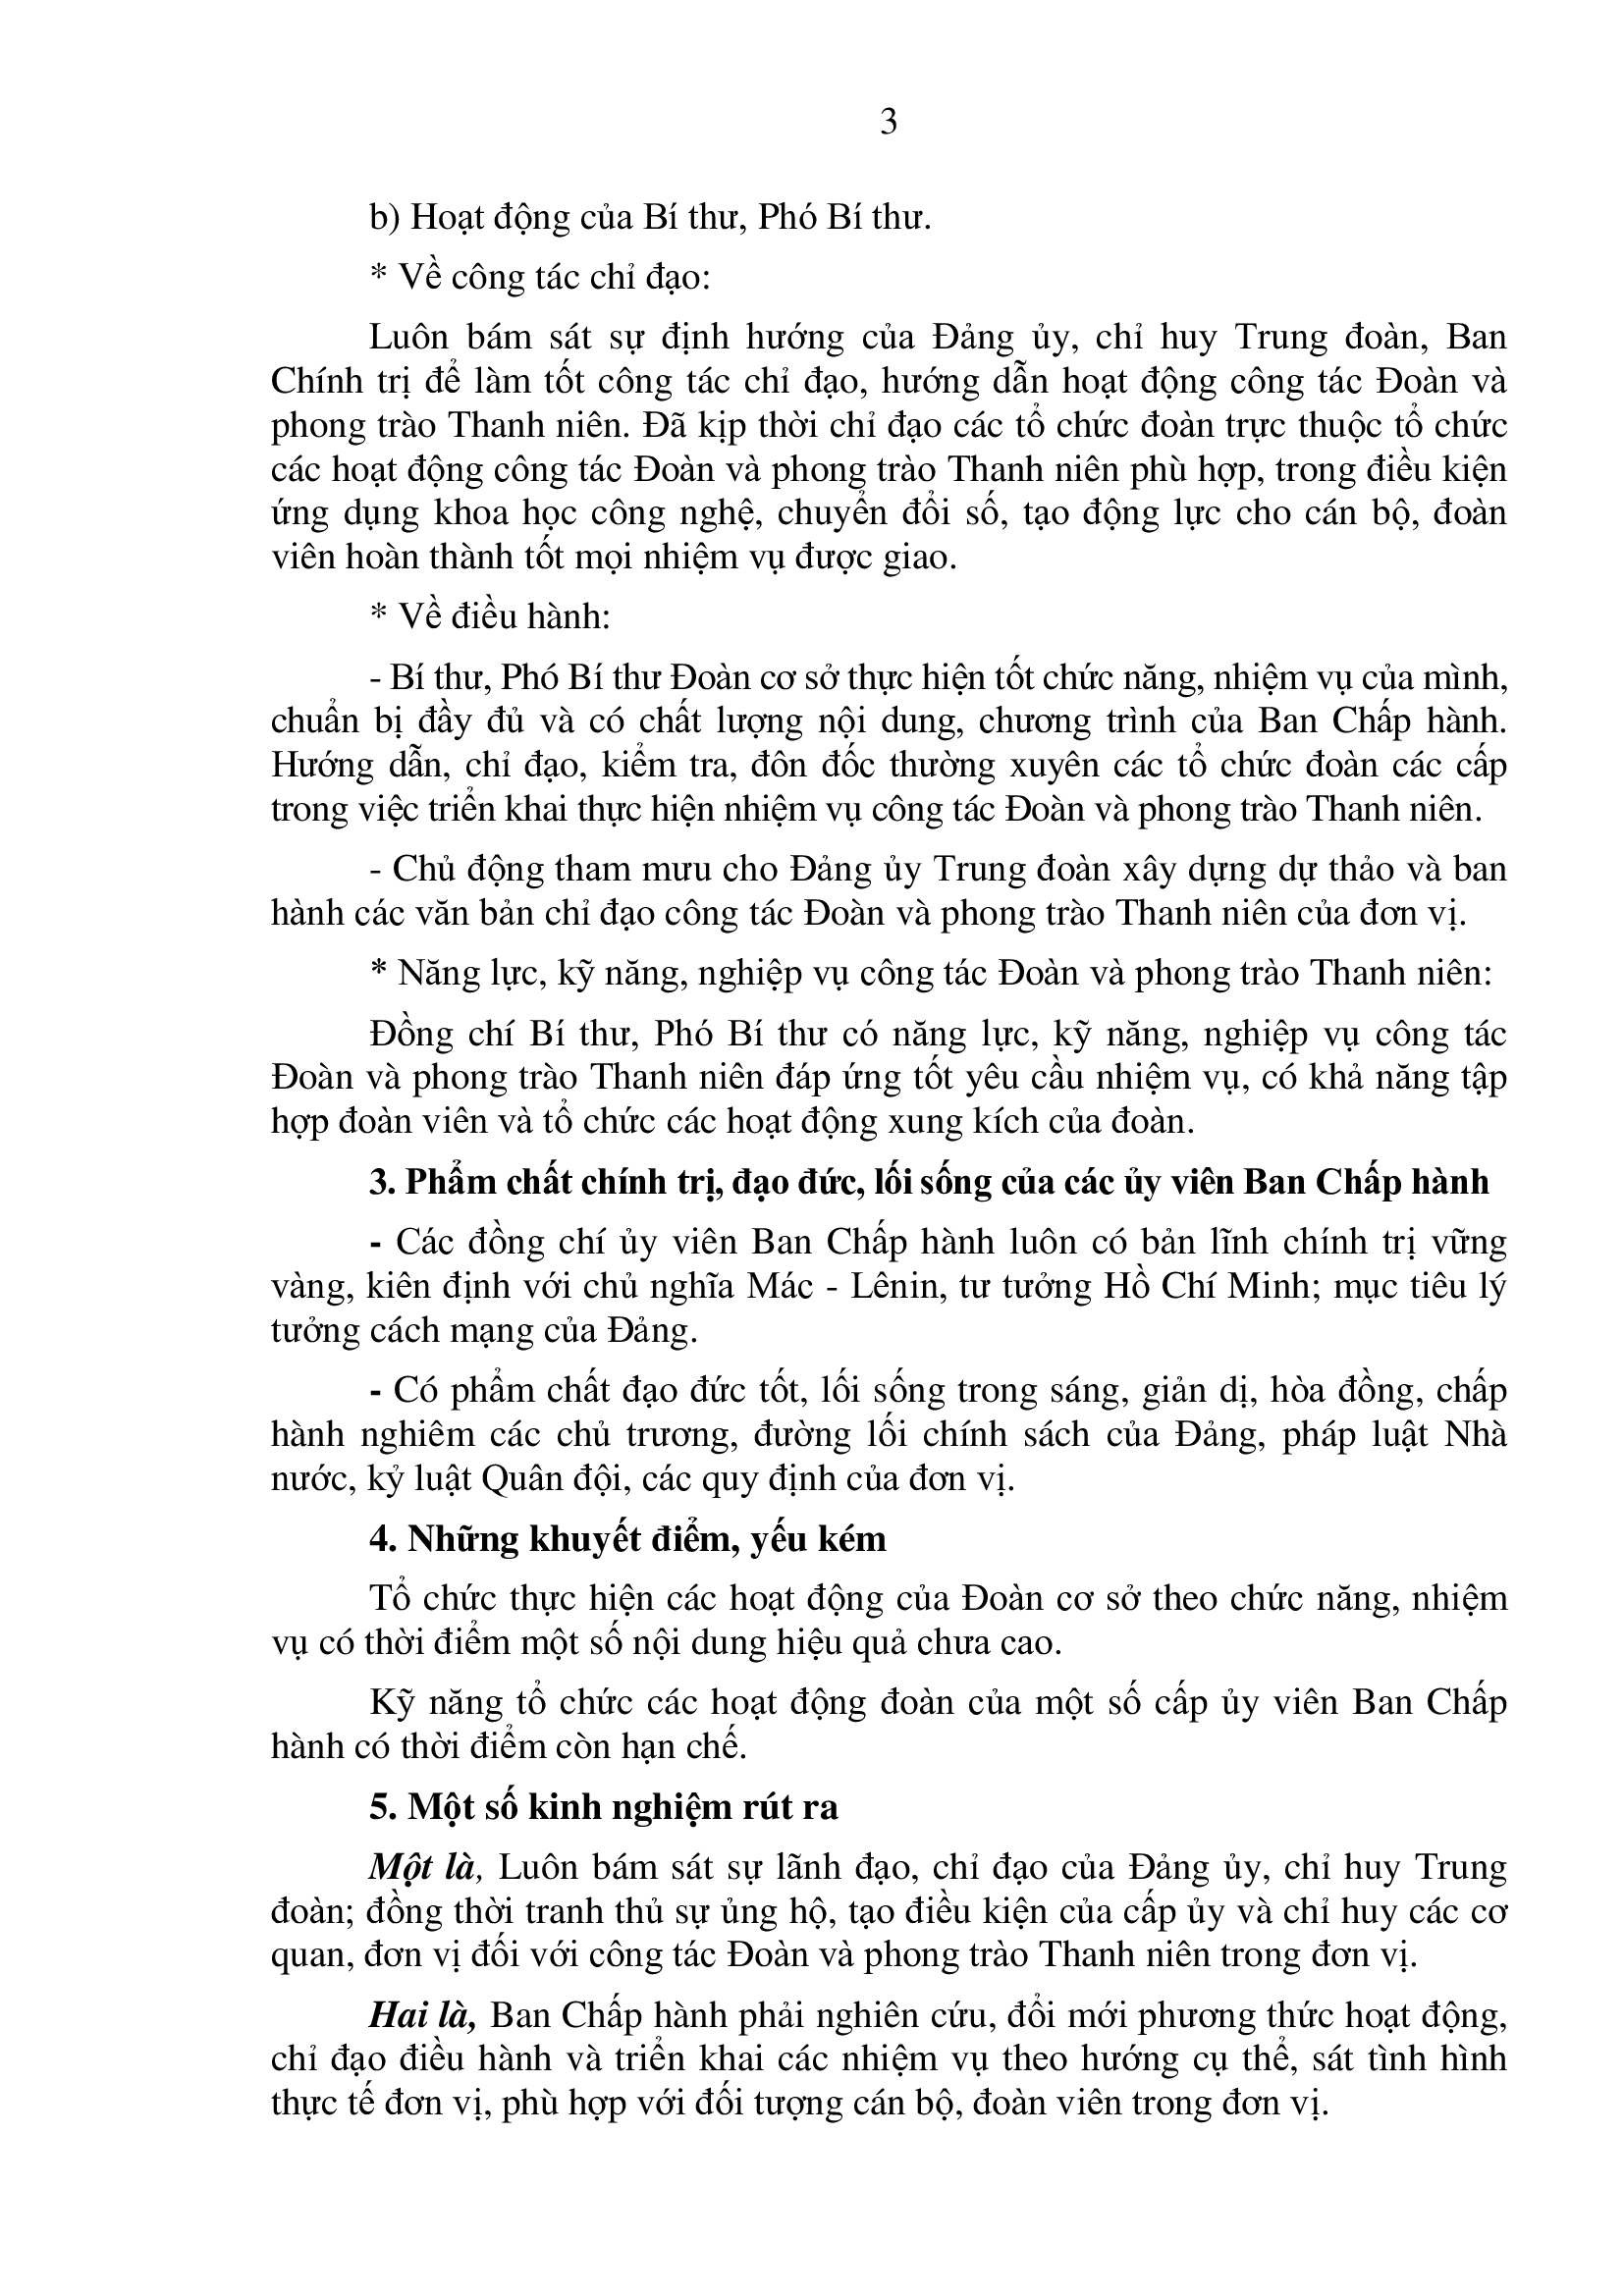 3
b) Hoạt động của Bí thư, Phó Bí thư.
* Về công tác chỉ đạo:
Luôn bám sát sự định hướng của Đảng ủy, chỉ huy Trung đoàn, Ban
Chính trị để làm tốt công tác chỉ đạo, hướng dẫn hoạt động công tác Đoàn và
phong trào Thanh niên. Đã kịp thời chỉ đạo các tổ chức đoàn trực thuộc tổ chức
các hoạt động công tác Đoàn và phong trào Thanh niên phù hợp, trong điều kiện
ứng dụng khoa học công nghệ, chuyển đổi số, tạo động lực cho cán bộ, đoàn
viên hoàn thành tốt mọi nhiệm vụ được giao.
* Về điều hành:
- Bí thư, Phó Bí thư Đoàn cơ sở thực hiện tốt chức năng, nhiệm vụ của mình,
chuẩn bị đầy đủ và có chất lượng nội dung, chương trình của Ban Chấp hành.
Hướng dẫn, chỉ đạo, kiểm tra, đôn đốc thường xuyên các tổ chức đoàn các cấp
trong việc triển khai thực hiện nhiệm vụ công tác Đoàn và phong trào Thanh niên.
- Chủ động tham mưu cho Đảng ủy Trung đoàn xây dựng dự thảo và ban
hành các văn bản chỉ đạo công tác Đoàn và phong trào Thanh niên của đơn vị.
* Năng lực, kỹ năng, nghiệp vụ công tác Đoàn và phong trào Thanh niên:
Đồng chí Bí thư, Phó Bí thư có năng lực, kỹ năng, nghiệp vụ công tác
Đoàn và phong trào Thanh niên đáp ứng tốt yêu cầu nhiệm vụ, có khả năng tập
hợp đoàn viên và tổ chức các hoạt động xung kích của đoàn.
3. Phẩm chất chính trị, đạo đức, lối sống của các ủy viên Ban Chấp hành
- Các đồng chí ủy viên Ban Chấp hành luôn có bản lĩnh chính trị vững
vàng, kiên định với chủ nghĩa Mác - Lênin, tư tưởng Hồ Chí Minh; mục tiêu lý
tưởng cách mạng của Đảng.
- Có phẩm chất đạo đức tốt, lối sống trong sáng, giản dị, hòa đồng, chấp
hành nghiêm các chủ trương, đường lối chính sách của Đảng, pháp luật Nhà
nước, kỷ luật Quân đội, các quy định của đơn vị.
4. Những khuyết điểm, yếu kém
Tổ chức thực hiện các hoạt động của Đoàn cơ sở theo chức năng, nhiệm
vụ có thời điểm một số nội dung hiệu quả chưa cao.
Kỹ năng tổ chức các hoạt động đoàn của một số cấp ủy viên Ban Chấp
hành có thời điểm còn hạn chế.
5. Một số kinh nghiệm rút ra
Một là, Luôn bám sát sự lãnh đạo, chỉ đạo của Đảng ủy, chỉ huy Trung
đoàn; đồng thời tranh thủ sự ủng hộ, tạo điều kiện của cấp ủy và chỉ huy các cơ
quan, đơn vị đối với công tác Đoàn và phong trào Thanh niên trong đơn vị.
Hai là, Ban Chấp hành phải nghiên cứu, đổi mới phương thức hoạt động,
chỉ đạo điều hành và triển khai các nhiệm vụ theo hướng cụ thể, sát tình hình
thực tế đơn vị, phù hợp với đối tượng cán bộ, đoàn viên trong đơn vị.